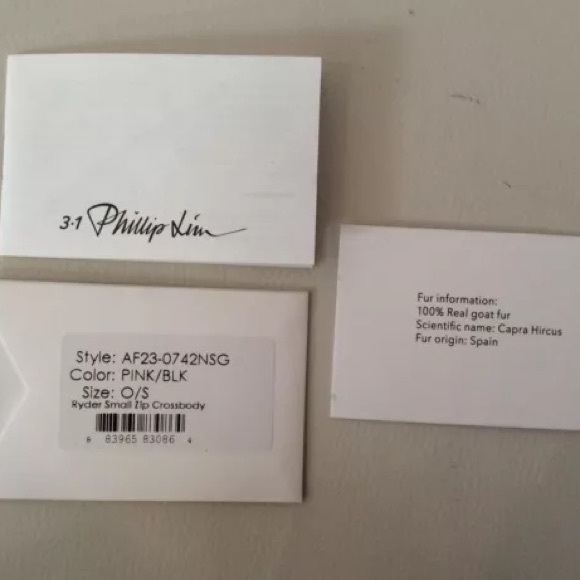 3.1 Phillip Lim
Style: AF23-0742NSG
Color: PINK/BLK
Size: O/S
Ryder Small Zip Crossbody
8 83965 83086 4
Fur information:
100% Real goat fur
Scientific name: Capra Hircus
Fur origin: Spain